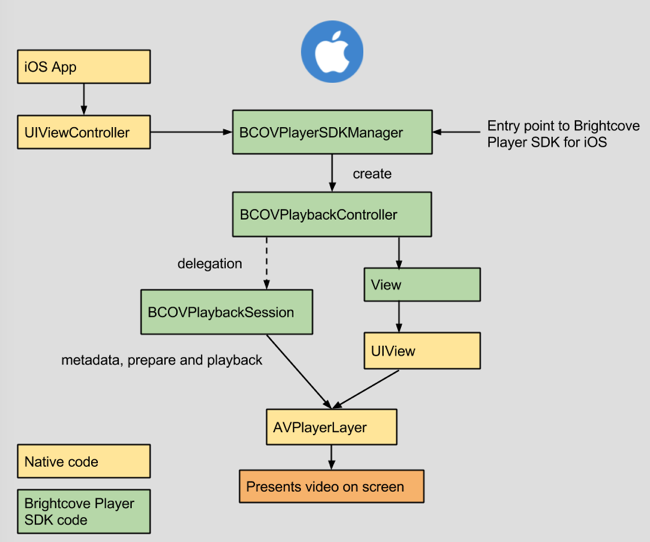 iOS App
UIViewController
BCOVPlayerSDKManager
Entry point to Brightcove
Player SDK for iOS
create
BCOVPlaybackController
delegation
View
BCOVPlaybackSession
UIView
metadata, prepare and playback
AVPlayerLayer
Native code
Presents video on screen
Brightcove Player
SDK code